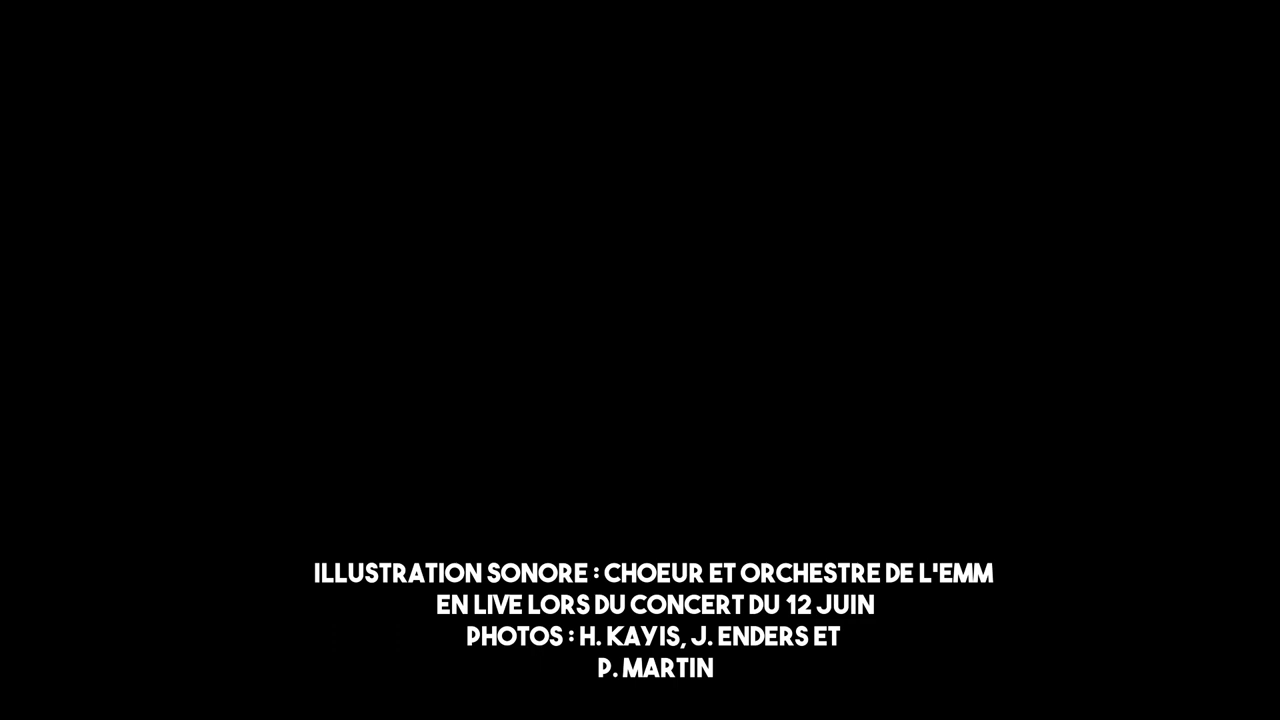 ILLUSTRATION SONORE : CHOEUR ET ORCHESTRE DE L'EMM
EN LIVE LORS DU CONCERT DU 12 JUIN
PHOTOS : H. KAYIS, J. ENDERS ET
P. MARTIN